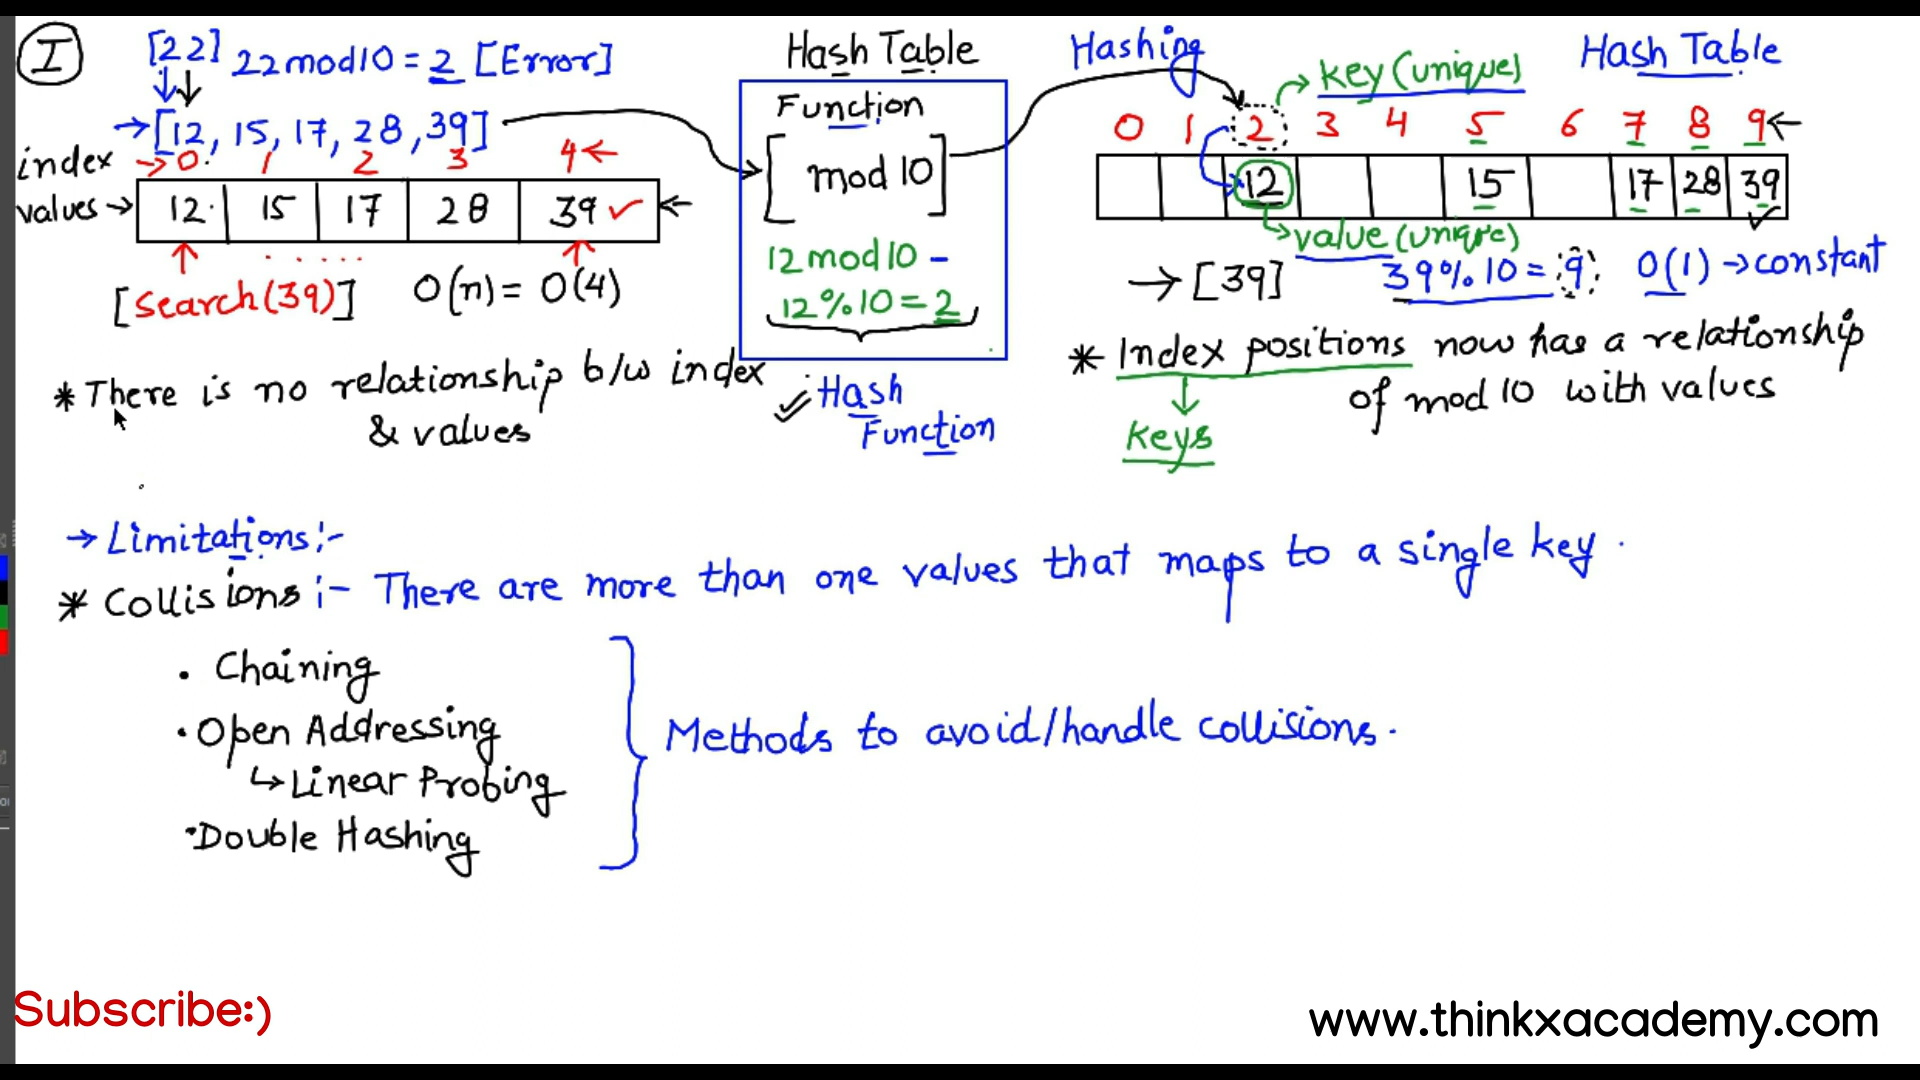 I
[22] 22mod10 = 2 [Error]
→[12, 15, 17, 28, 39]
index → 0 1 2 3 4 ←
values → 12 15 17 28 39 ✓ ←
[Search(39)] O(n) = O(4)
* There is no relationship b/w index
& values
Hash Table
Function
[ mod 10 ]
12 mod 10 -
12 % 10 = 2
✓ Hash
Function
Hashing
→ key (unique)
Hash Table
0 1 2 3 4 5 6 7 8 9 ←
12 15 17 28 39
✓
→ value (unique)
→ [39] 39 % 10 = 9 O(1) → constant
* Index positions now has a relationship
of mod 10 with values
keys
→ Limitations :-
* Collisions :- There are more than one values that maps to a single key .
• Chaining
• Open Addressing
↳ Linear Probing
• Double Hashing
Methods to avoid/handle collisions.
Subscribe:)
www.thinkxacademy.com